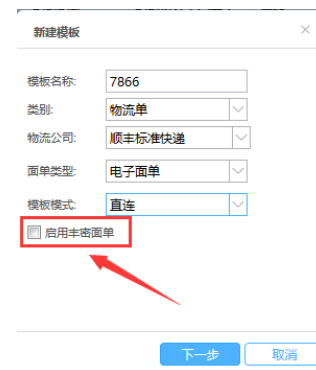 新建模板
模板名称: 7866
类别: 物流单
物流公司: 顺丰标准快递
面单类型: 电子面单
模板模式: 直连
启用丰密面单
下一步 取消